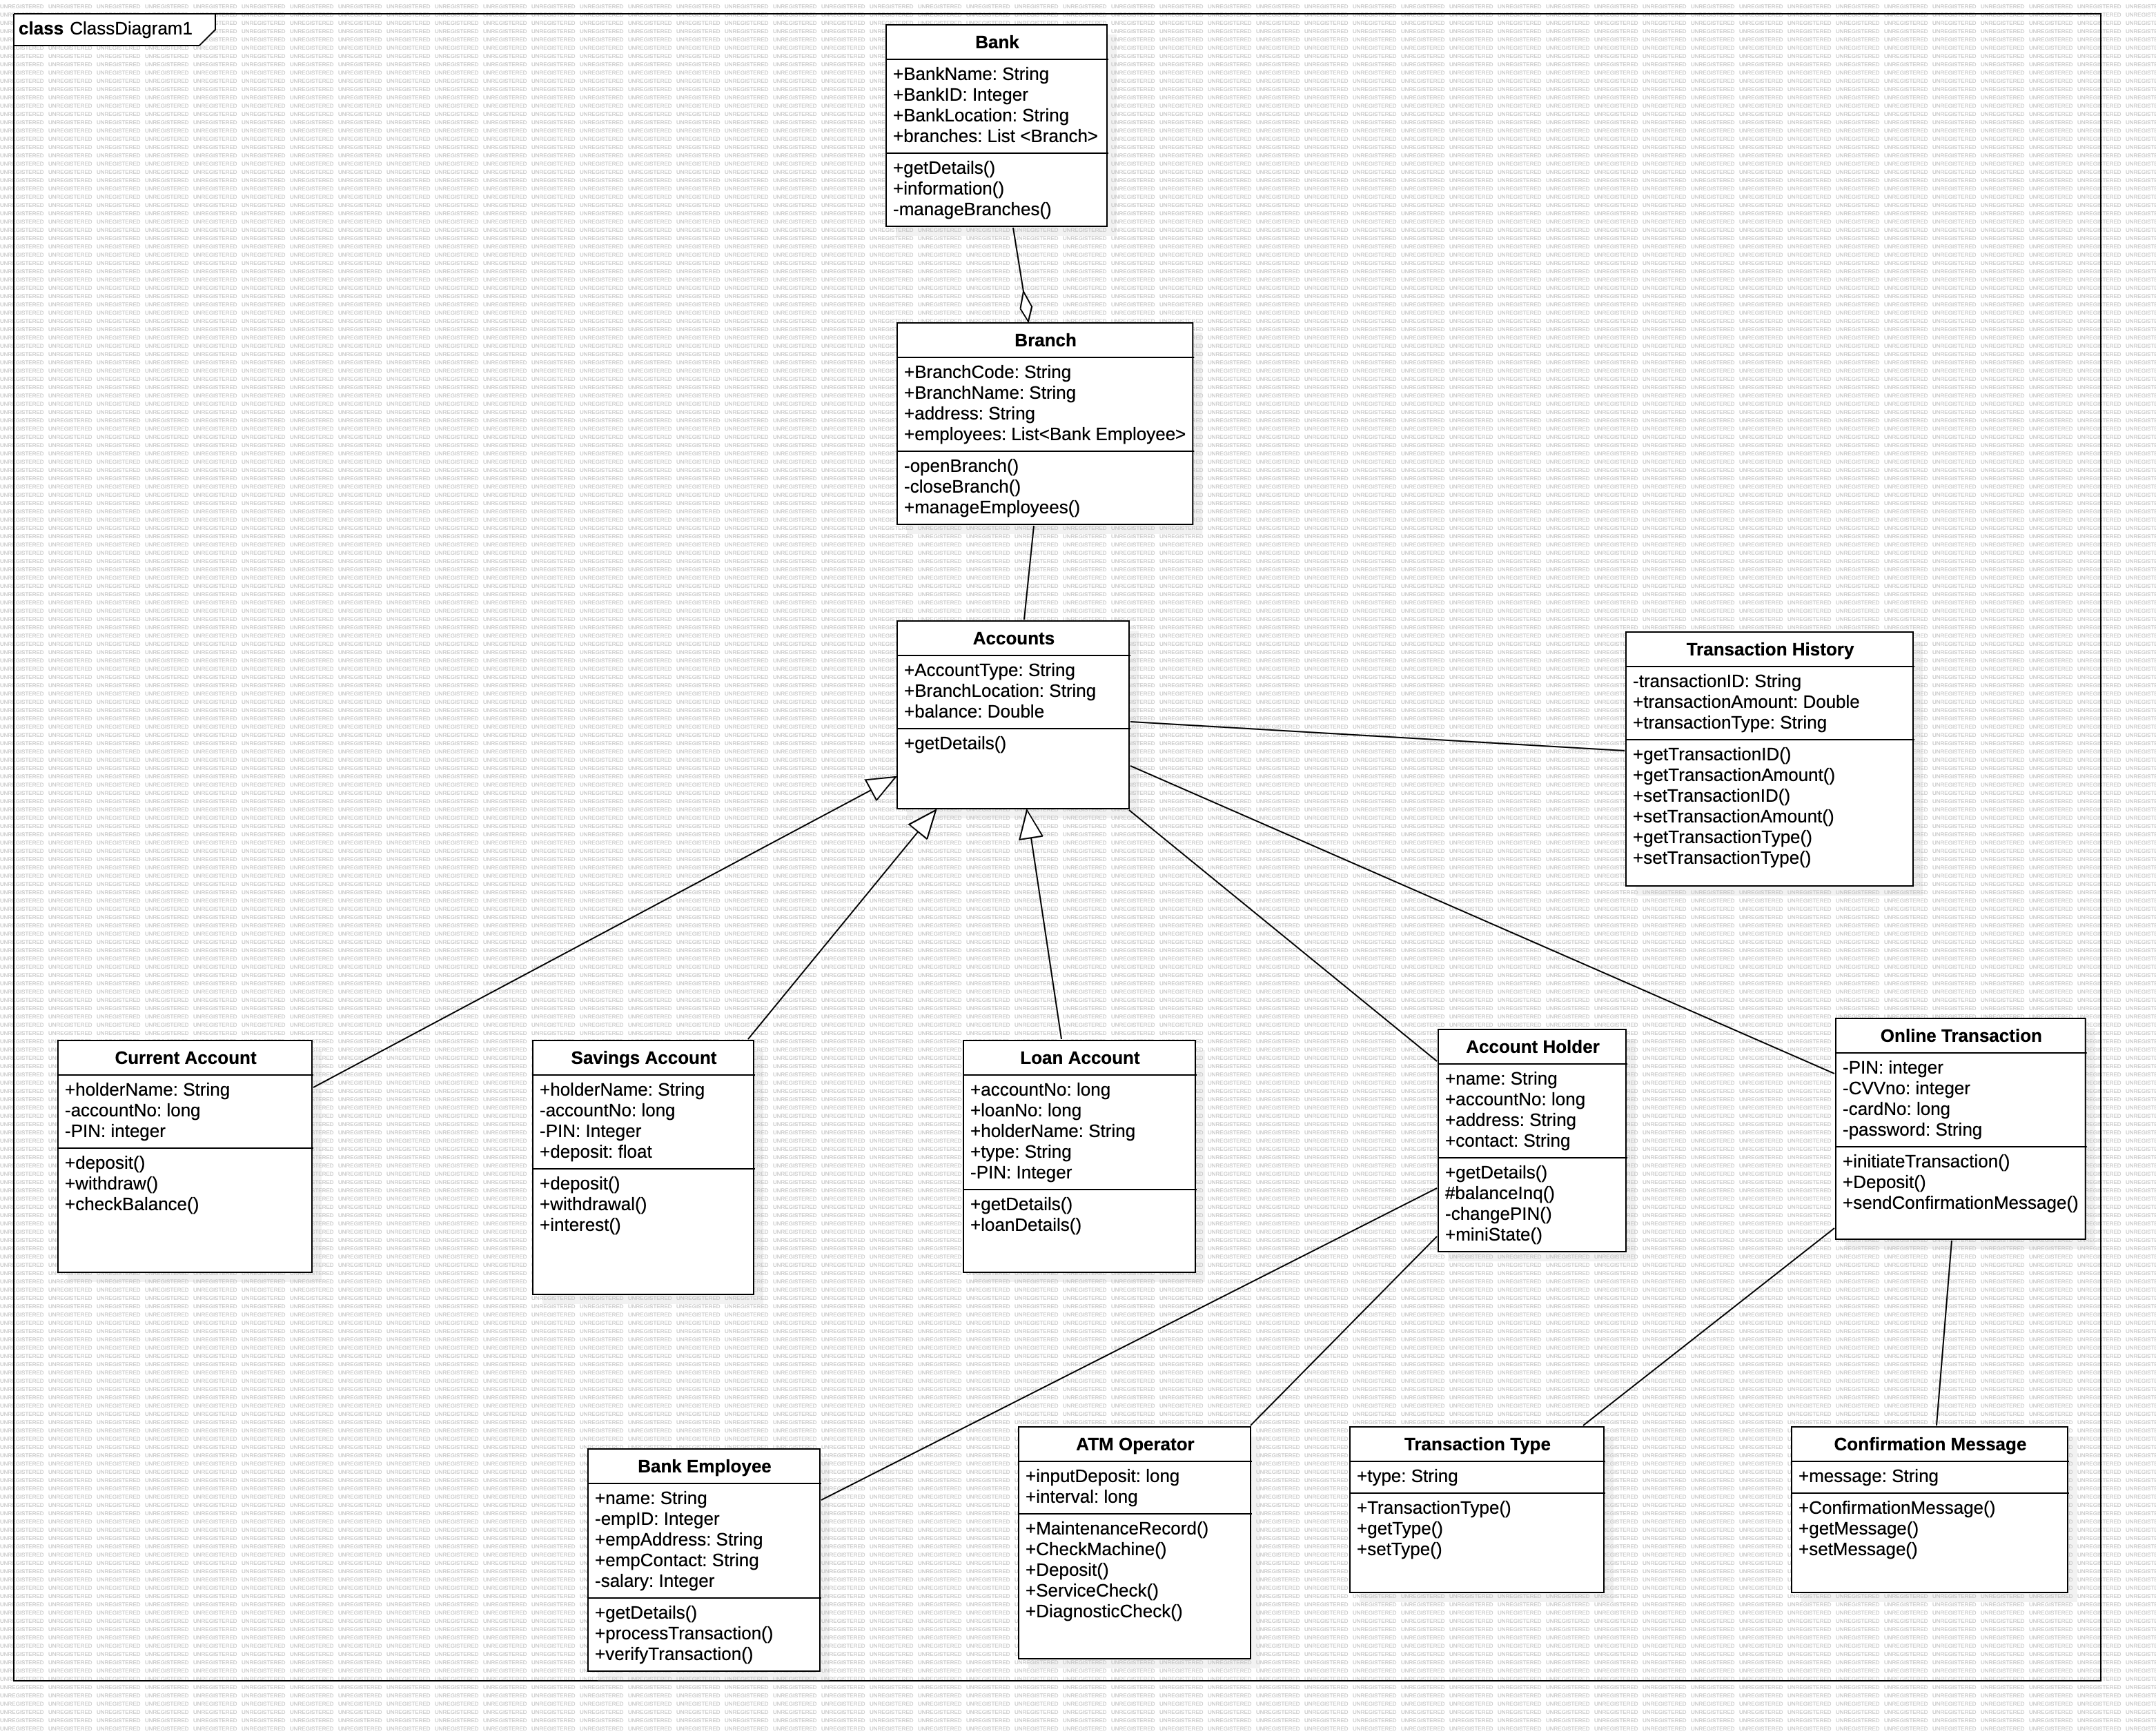 class ClassDiagram1
Bank
+BankName: String
+BankID: Integer
+BankLocation: String
+branches: List <Branch>
+getDetails()
+information()
-manageBranches()
Branch
+BranchCode: String
+BranchName: String
+address: String
+employees: List<Bank Employee>
-openBranch()
-closeBranch()
+manageEmployees()
Accounts
+AccountType: String
+BranchLocation: String
+balance: Double
+getDetails()
Transaction History
-transactionID: String
+transactionAmount: Double
+transactionType: String
+getTransactionID()
+getTransactionAmount()
+setTransactionID()
+setTransactionAmount()
+getTransactionType()
+setTransactionType()
Current Account
+holderName: String
-accountNo: long
-PIN: integer
+deposit()
+withdraw()
+checkBalance()
Savings Account
+holderName: String
-accountNo: long
-PIN: Integer
+deposit: float
+deposit()
+withdrawal()
+interest()
Loan Account
+accountNo: long
+loanNo: long
+holderName: String
+type: String
-PIN: Integer
+getDetails()
+loanDetails()
Account Holder
+name: String
+accountNo: long
+address: String
+contact: String
+getDetails()
#balanceInq()
-changePIN()
+miniState()
Online Transaction
-PIN: integer
-CVVno: integer
-cardNo: long
-password: String
+initiateTransaction()
+Deposit()
+sendConfirmationMessage()
Bank Employee
+name: String
-empID: Integer
+empAddress: String
+empContact: String
-salary: Integer
+getDetails()
+processTransaction()
+verifyTransaction()
ATM Operator
+inputDeposit: long
+interval: long
+MaintenanceRecord()
+CheckMachine()
+Deposit()
+ServiceCheck()
+DiagnosticCheck()
Transaction Type
+type: String
+TransactionType()
+getType()
+setType()
Confirmation Message
+message: String
+ConfirmationMessage()
+getMessage()
+setMessage()
UNREGISTERED